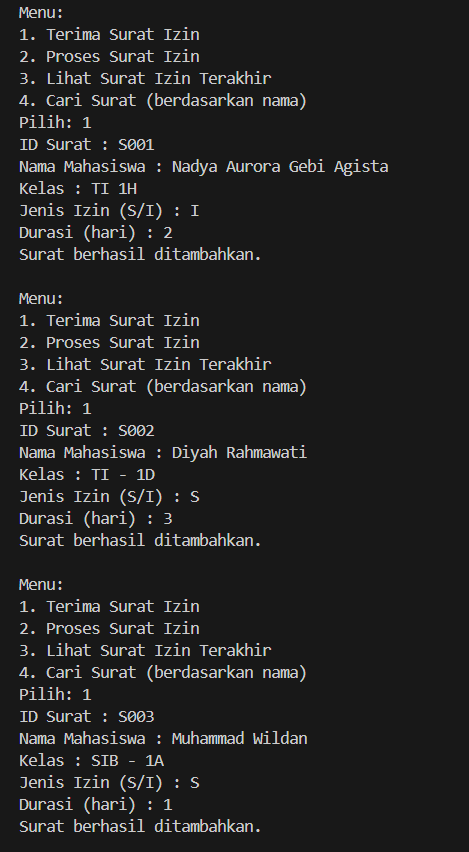 Menu:
1. Terima Surat Izin
2. Proses Surat Izin
3. Lihat Surat Izin Terakhir
4. Cari Surat (berdasarkan nama)
Pilih: 1
ID Surat : S001
Nama Mahasiswa : Nadya Aurora Gebi Agista
Kelas : TI 1H
Jenis Izin (S/I) : I
Durasi (hari) : 2
Surat berhasil ditambahkan.

Menu:
1. Terima Surat Izin
2. Proses Surat Izin
3. Lihat Surat Izin Terakhir
4. Cari Surat (berdasarkan nama)
Pilih: 1
ID Surat : S002
Nama Mahasiswa : Diyah Rahmawati
Kelas : TI - 1D
Jenis Izin (S/I) : S
Durasi (hari) : 3
Surat berhasil ditambahkan.

Menu:
1. Terima Surat Izin
2. Proses Surat Izin
3. Lihat Surat Izin Terakhir
4. Cari Surat (berdasarkan nama)
Pilih: 1
ID Surat : S003
Nama Mahasiswa : Muhammad Wildan
Kelas : SIB - 1A
Jenis Izin (S/I) : S
Durasi (hari) : 1
Surat berhasil ditambahkan.